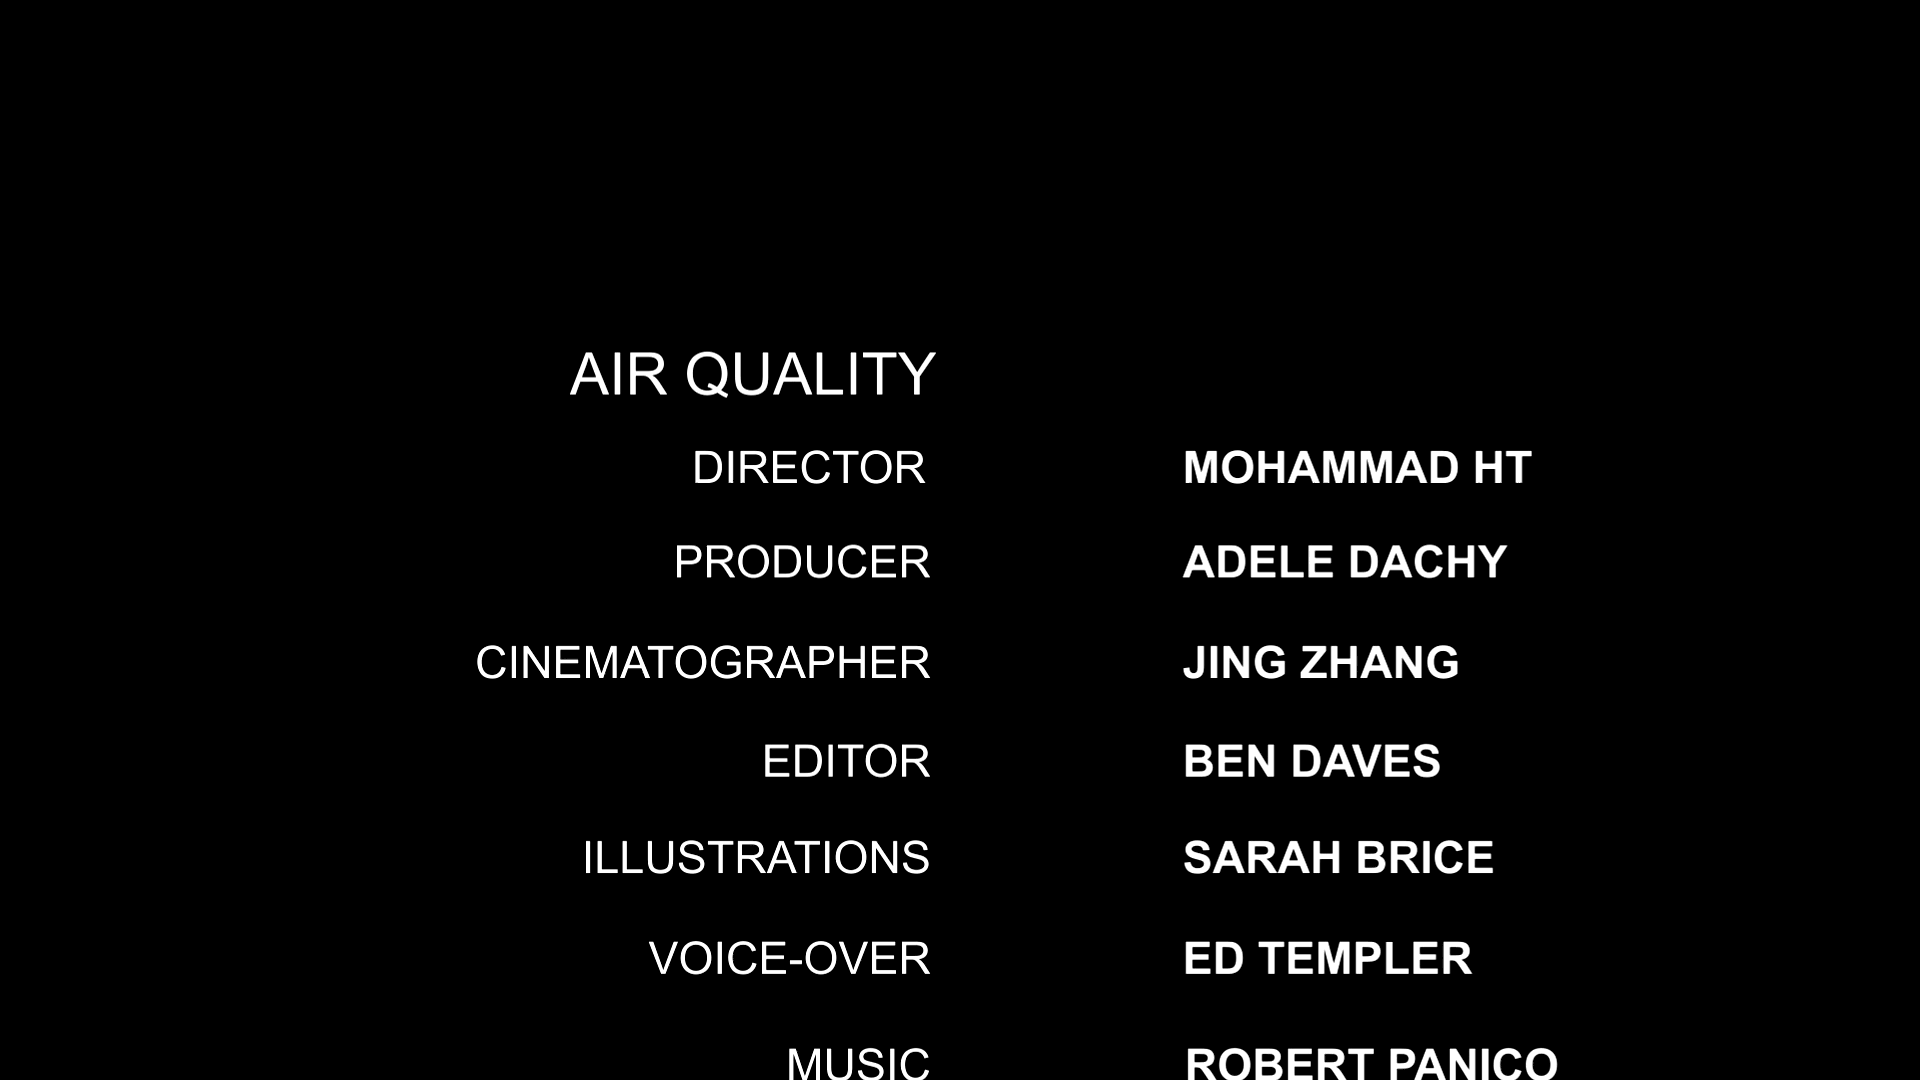 AIR QUALITY
DIRECTOR MOHAMMAD HT
PRODUCER ADELE DACHY
CINEMATOGRAPHER JING ZHANG
EDITOR BEN DAVES
ILLUSTRATIONS SARAH BRICE
VOICE-OVER ED TEMPLER
MUSIC ROBERT PANICO